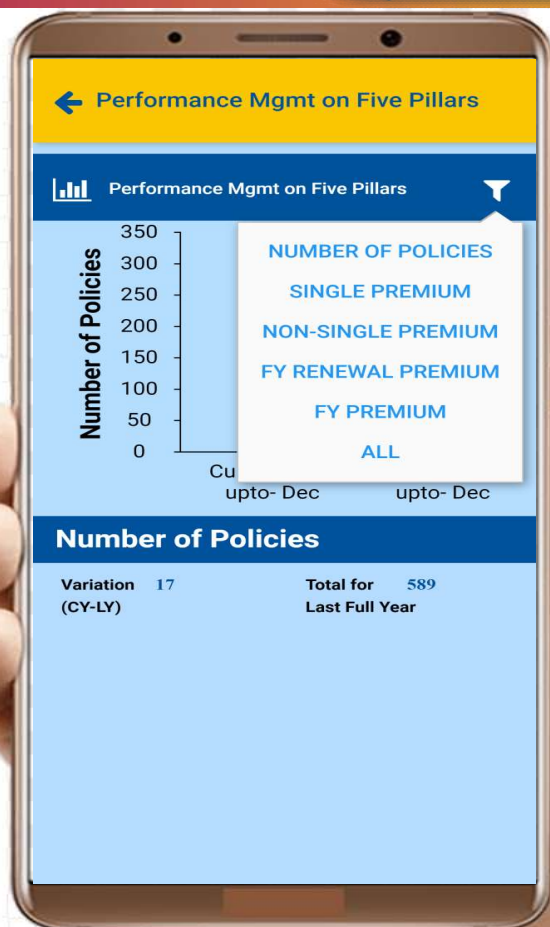 Performance Mgmt on Five Pillars
Performance Mgmt on Five Pillars
Number of Policies
350
300
250
200
150
100
50
0
NUMBER OF POLICIES
SINGLE PREMIUM
NON-SINGLE PREMIUM
FY RENEWAL PREMIUM
FY PREMIUM
ALL
Cu
upto- Dec
upto- Dec
Number of Policies
Variation 17
(CY-LY)
Total for 589
Last Full Year